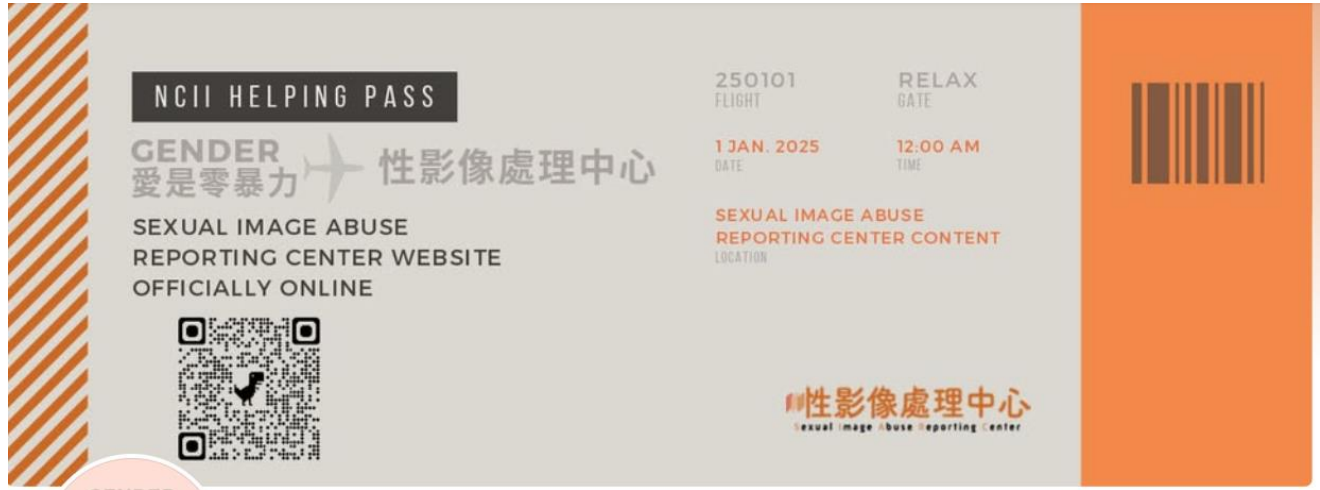 NCII HELPING PASS
GENDER
愛是零暴力
性影像處理中心
SEXUAL IMAGE ABUSE
REPORTING CENTER WEBSITE
OFFICIALLY ONLINE
250101
FLIGHT
RELAX
GATE
1 JAN. 2025
DATE
12:00 AM
TIME
SEXUAL IMAGE ABUSE
REPORTING CENTER CONTENT
LOCATION
性影像處理中心
Sexual Image Abuse Reporting Center